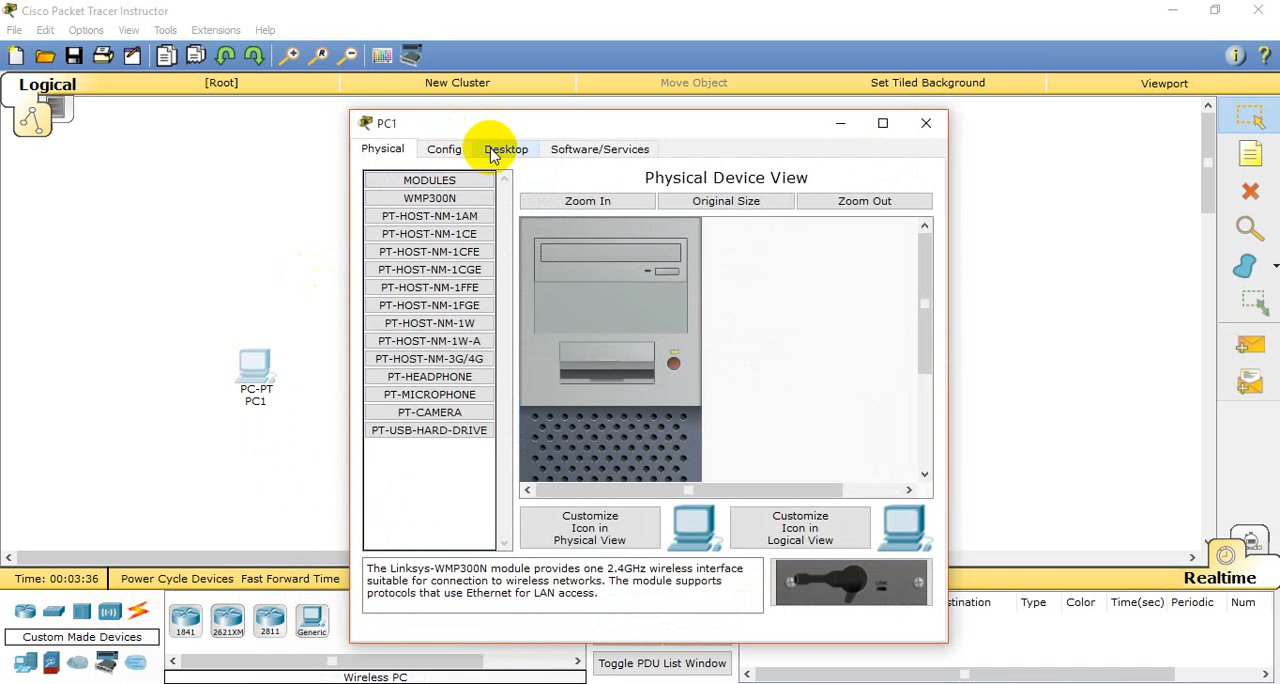 Cisco Packet Tracer Instructor
File Edit Options View Tools Extensions Help
Logical [Root] New Cluster Move Object Set Tiled Background Viewport
PC1
Physical Config Desktop Software/Services
MODULES
WMP300N
PT-HOST-NM-1AM
PT-HOST-NM-1CE
PT-HOST-NM-1CFE
PT-HOST-NM-1CGE
PT-HOST-NM-1FFE
PT-HOST-NM-1FGE
PT-HOST-NM-1W
PT-HOST-NM-1W-A
PT-HOST-NM-3G/4G
PT-HEADPHONE
PT-MICROPHONE
PT-CAMERA
PT-USB-HARD-DRIVE
Physical Device View
Zoom In Original Size Zoom Out
Customize
Icon in
Physical View
Customize
Icon in
Logical View
The Linksys-WMP300N module provides one 2.4GHz wireless interface
suitable for connection to wireless networks. The module supports
protocols that use Ethernet for LAN access.
PC-PT
PC1
Time: 00:03:36 Power Cycle Devices Fast Forward Time
Realtime
Custom Made Devices
1841 2621XM 2811 Generic
Wireless PC
Toggle PDU List Window
stination Type Color Time(sec) Periodic Num